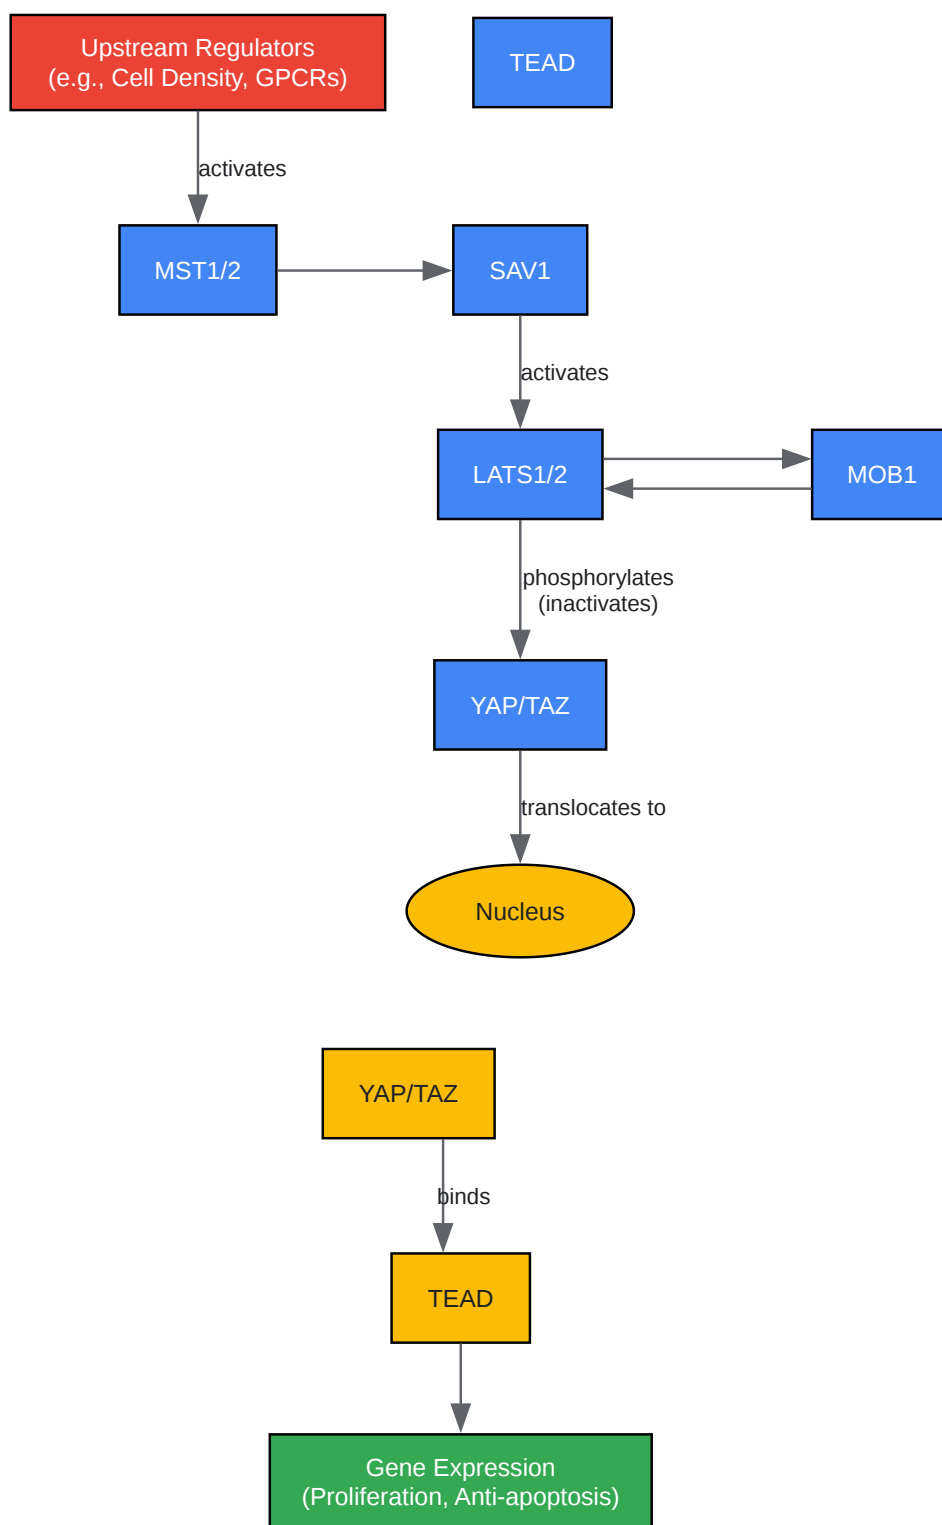 Upstream Regulators
(e.g., Cell Density, GPCRs)
TEAD
activates
MST1/2
SAV1
activates
LATS1/2
MOB1
phosphorylates
(inactivates)
YAP/TAZ
translocates to
Nucleus
YAP/TAZ
binds
TEAD
Gene Expression
(Proliferation, Anti-apoptosis)